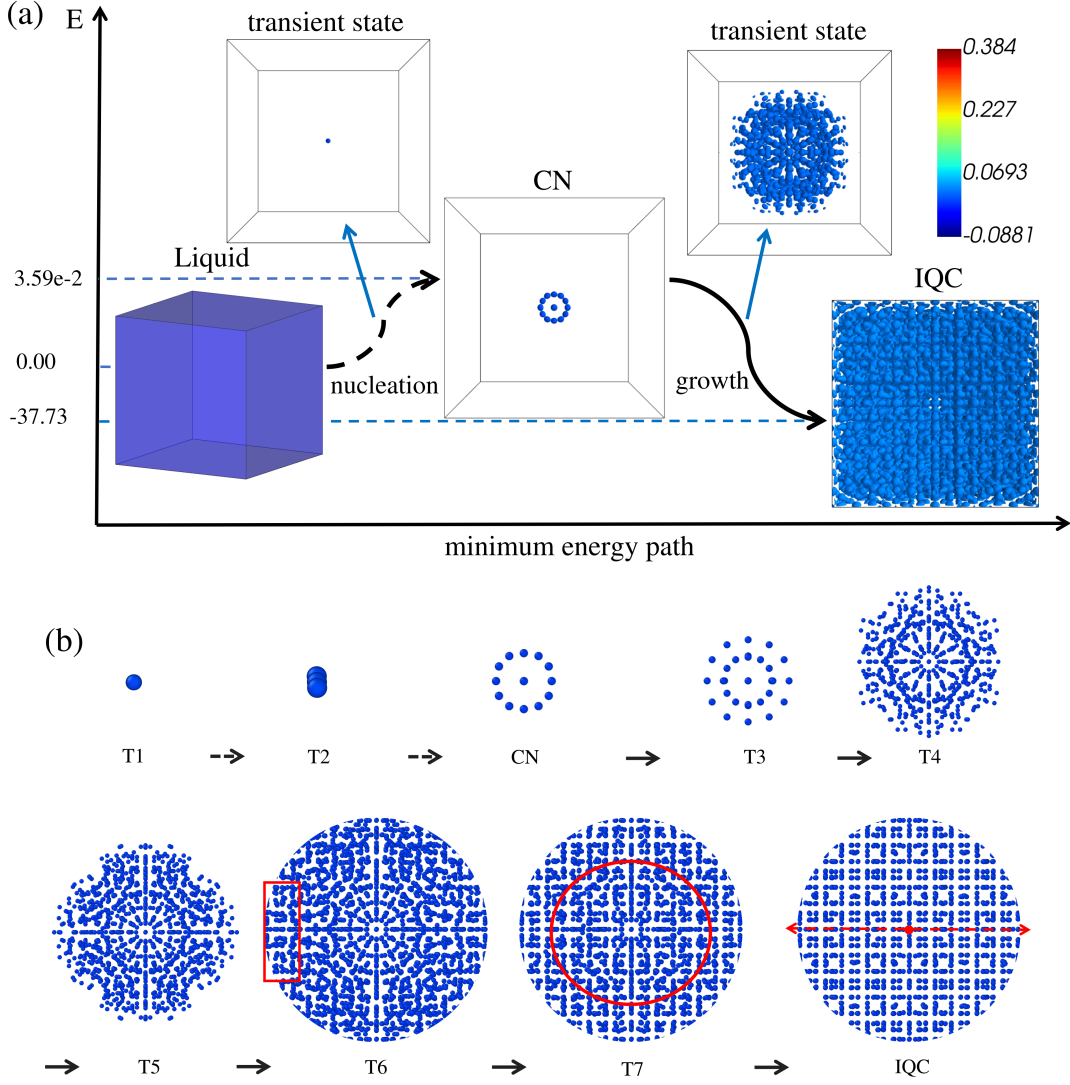 (a)
E
transient state
transient state
0.384
0.227
0.0693
-0.0881
CN
Liquid
3.59e-2
IQC
0.00
nucleation
growth
-37.73
minimum energy path
(b)
T1
T2
CN
T3
T4
T5
T6
T7
IQC